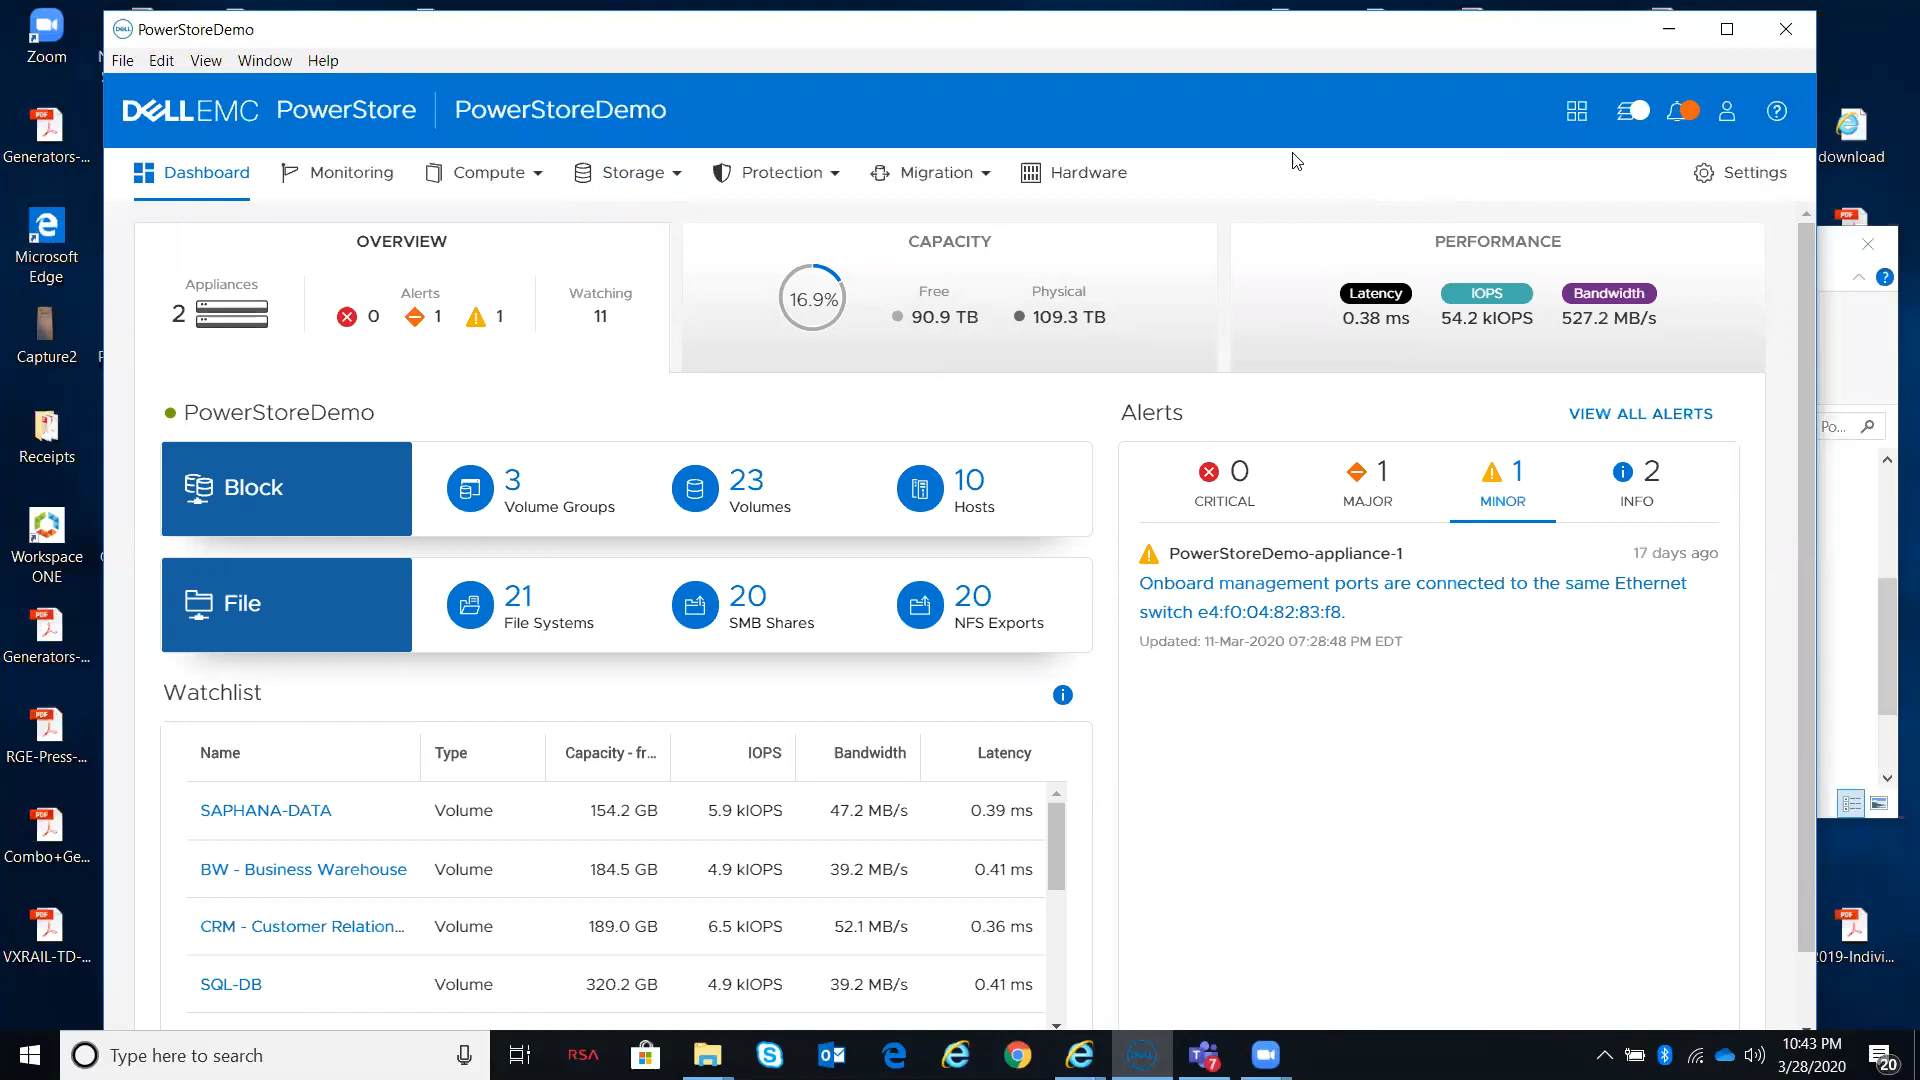 Zoom
PowerStoreDemo
File Edit View Window Help
DELLEMC PowerStore PowerStoreDemo
Dashboard Monitoring Compute Storage Protection Migration Hardware Settings
OVERVIEW
Appliances
2
Alerts
0 1 1
Watching
11
CAPACITY
16.9%
Free
90.9 TB
Physical
109.3 TB
PERFORMANCE
Latency
0.38 ms
IOPS
54.2 kIOPS
Bandwidth
527.2 MB/s
PowerStoreDemo
Block
3
Volume Groups
23
Volumes
10
Hosts
File
21
File Systems
20
SMB Shares
20
NFS Exports
Alerts
VIEW ALL ALERTS
0
CRITICAL
1
MAJOR
1
MINOR
2
INFO
PowerStoreDemo-appliance-1 17 days ago
Onboard management ports are connected to the same Ethernet
switch e4:f0:04:82:83:f8.
Updated: 11-Mar-2020 07:28:48 PM EDT
Watchlist
Name Type Capacity - fr... IOPS Bandwidth Latency
SAPHANA-DATA Volume 154.2 GB 5.9 kIOPS 47.2 MB/s 0.39 ms
BW - Business Warehouse Volume 184.5 GB 4.9 kIOPS 39.2 MB/s 0.41 ms
CRM - Customer Relation... Volume 189.0 GB 6.5 kIOPS 52.1 MB/s 0.36 ms
SQL-DB Volume 320.2 GB 4.9 kIOPS 39.2 MB/s 0.41 ms
PDF
Generators-...
Microsoft
Edge
Capture2
Receipts
Workspace
ONE
PDF
Generators-...
PDF
RGE-Press-...
PDF
Combo+Ge...
PDF
VXRAIL-TD-...
download
PDF
Po...
PDF
2019-Indivi...
Type here to search
RSA
DELL
7
10:43 PM
3/28/2020
20